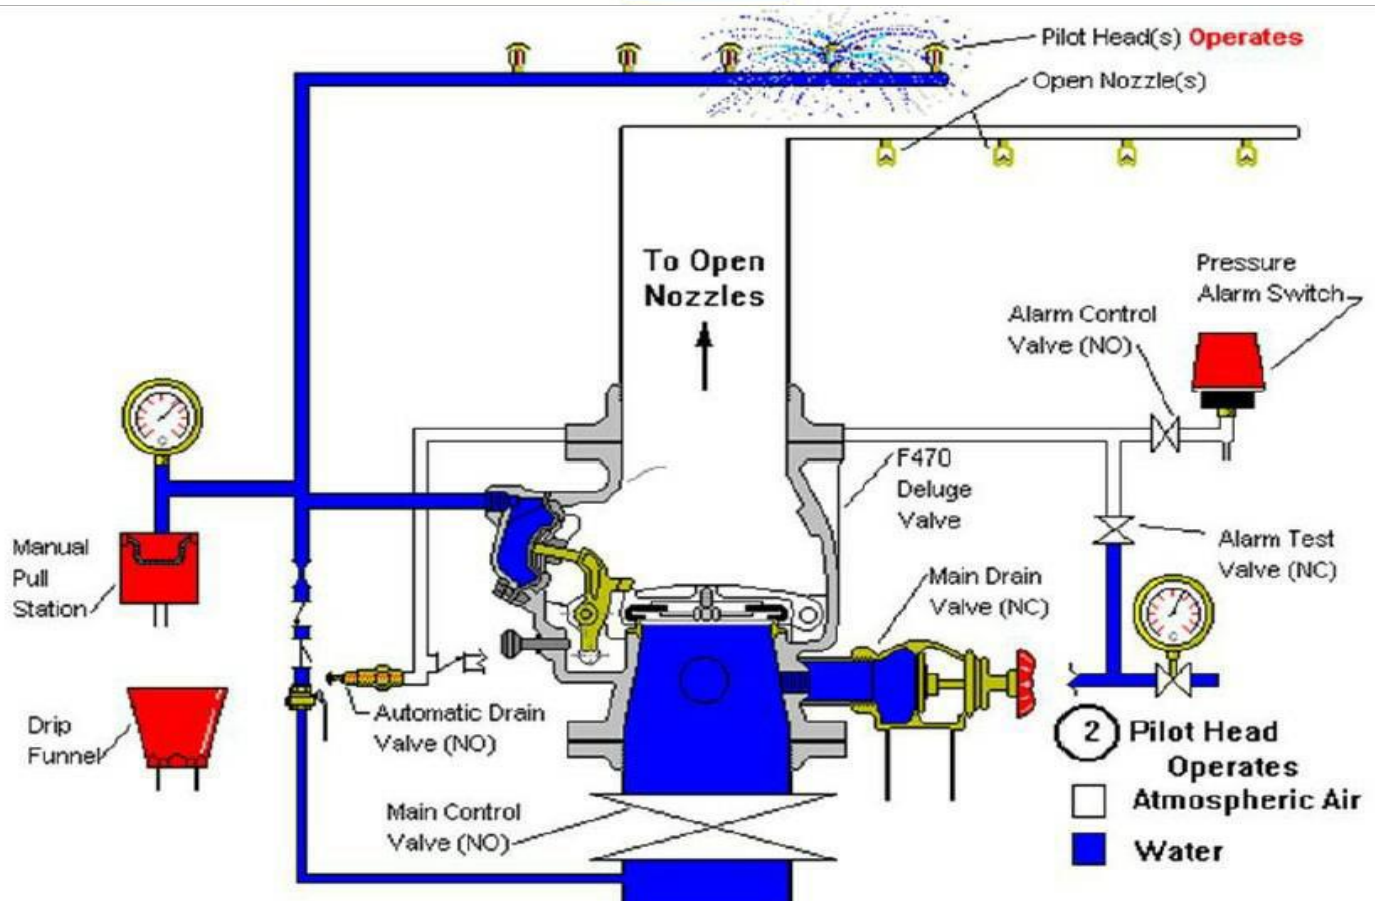 Pilot Head(s) Operates
Open Nozzle(s)
To Open
Nozzles
Pressure
Alarm Switch
Alarm Control
Valve (NO)
F470
Deluge
Valve
Alarm Test
Valve (NC)
Manual
Pull
Station
Main Drain
Valve (NC)
Drip
Funnel
Automatic Drain
Valve (NO)
Main Control
Valve (NO)
2 Pilot Head
Operates
Atmospheric Air
Water